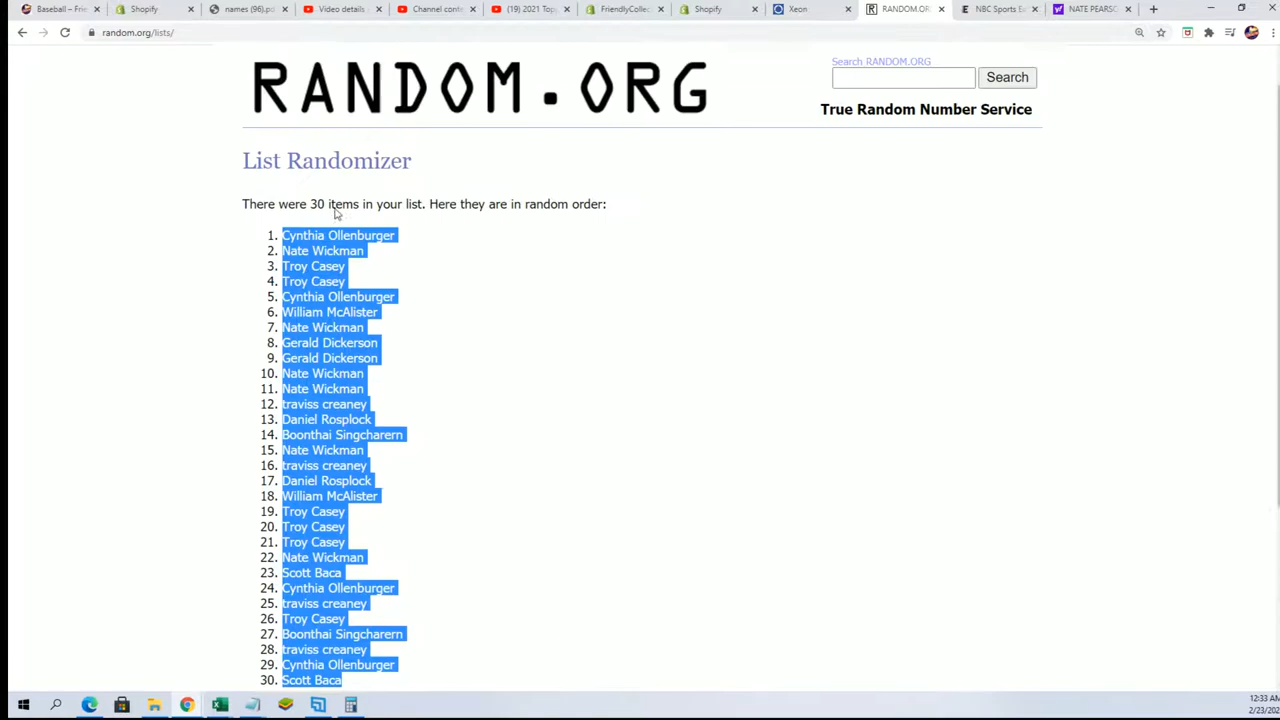 Baseball – Frie
Shopify
names (96).pd
Video details
Channel conte
(19) 2021 Topp
FriendlyCollec
Shopify
Xeon
RANDOM.OR
NBC Sports Ed
NATE PEARSO
random.org/lists/
RANDOM.ORG
Search RANDOM.ORG
Search
True Random Number Service
List Randomizer
There were 30 items in your list. Here they are in random order:
1. Cynthia Ollenburger
2. Nate Wickman
3. Troy Casey
4. Troy Casey
5. Cynthia Ollenburger
6. William McAlister
7. Nate Wickman
8. Gerald Dickerson
9. Gerald Dickerson
10. Nate Wickman
11. Nate Wickman
12. traviss creaney
13. Daniel Rosplock
14. Boonthai Singcharern
15. Nate Wickman
16. traviss creaney
17. Daniel Rosplock
18. William McAlister
19. Troy Casey
20. Troy Casey
21. Troy Casey
22. Nate Wickman
23. Scott Baca
24. Cynthia Ollenburger
25. traviss creaney
26. Troy Casey
27. Boonthai Singcharern
28. traviss creaney
29. Cynthia Ollenburger
30. Scott Baca
12:33 AM
2/23/202